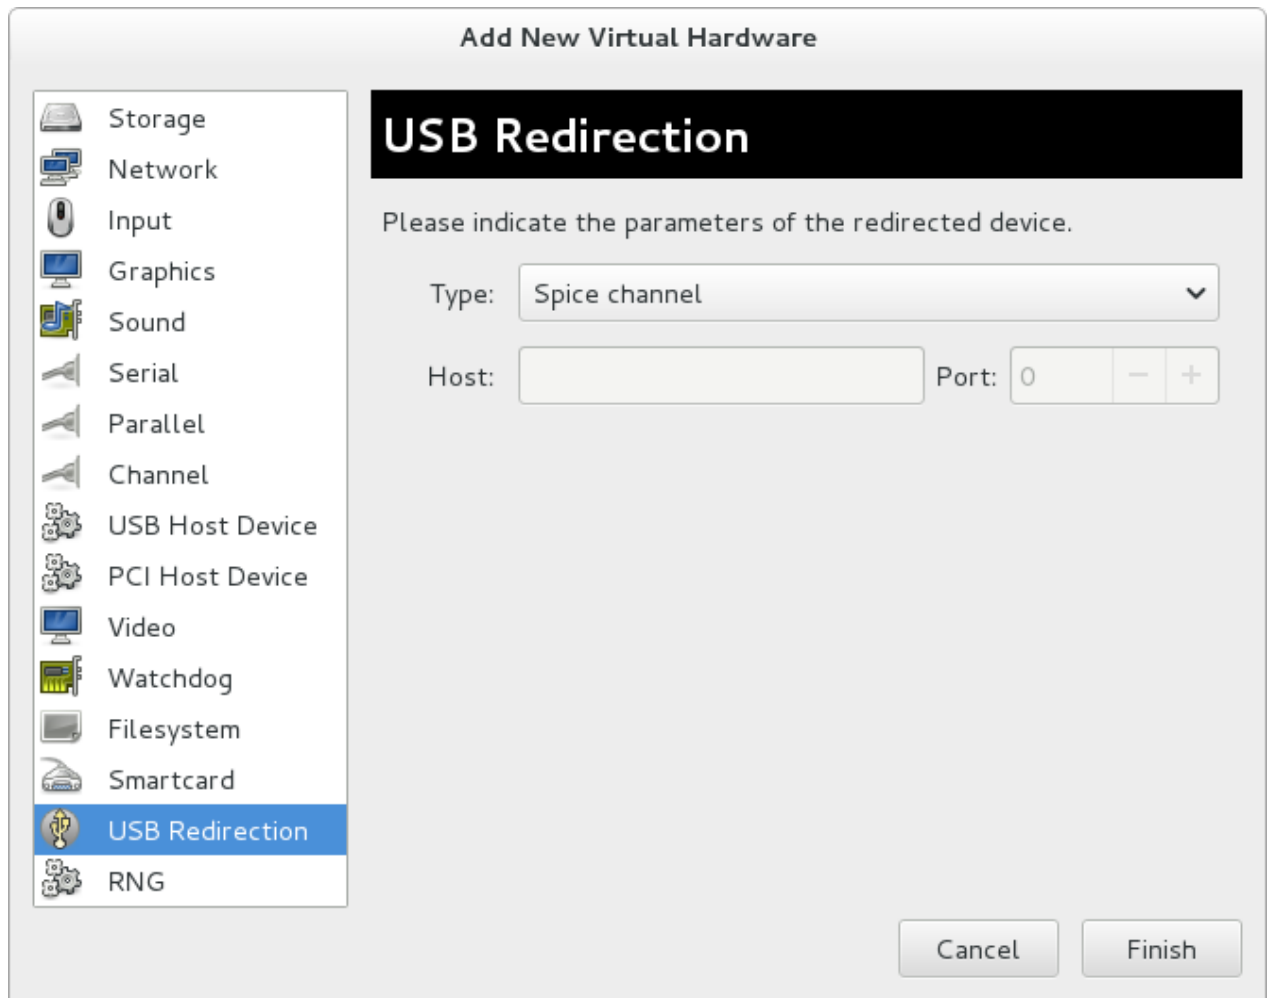 Add New Virtual Hardware
Storage
Network
Input
Graphics
Sound
Serial
Parallel
Channel
USB Host Device
PCI Host Device
Video
Watchdog
Filesystem
Smartcard
USB Redirection
RNG
USB Redirection
Please indicate the parameters of the redirected device.
Type: Spice channel
Host: Port: 0 − +
Cancel Finish